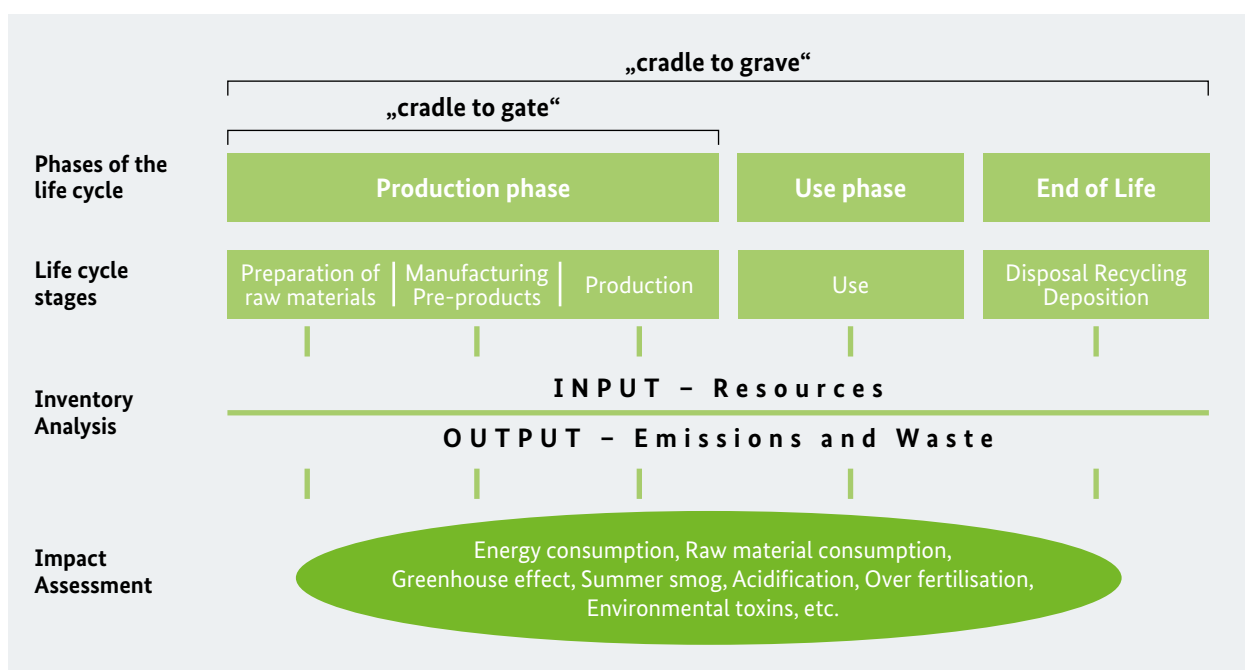 „cradle to grave“
„cradle to gate“
Phases of the
life cycle
Production phase
Use phase
End of Life
Life cycle
stages
Preparation of
raw materials
Manufacturing
Pre-products
Production
Use
Disposal Recycling
Deposition
Inventory
Analysis
INPUT – Resources
OUTPUT – Emissions and Waste
Impact
Assessment
Energy consumption, Raw material consumption,
Greenhouse effect, Summer smog, Acidification, Over fertilisation,
Environmental toxins, etc.